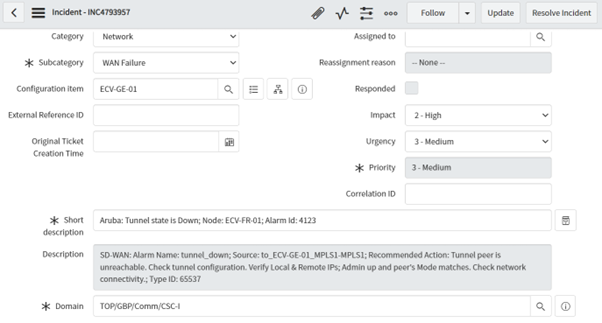 Incident - INC4793957
Follow
Update
Resolve Incident
Category
Network
Assigned to
Subcategory
WAN Failure
Reassignment reason
-- None --
Configuration item
ECV-GE-01
Responded
External Reference ID
Impact
2 - High
Original Ticket
Creation Time
Urgency
3 - Medium
Priority
3 - Medium
Correlation ID
Short
description
Aruba: Tunnel state is Down; Node: ECV-FR-01; Alarm Id: 4123
Description
SD-WAN: Alarm Name: tunnel_down; Source: to_ECV-GE-01_MPLS1-MPLS1; Recommended Action: Tunnel peer is
unreachable. Check tunnel configuration. Verify Local & Remote IPs; Admin up and peer's Mode matches. Check network
connectivity.; Type ID: 65537
Domain
TOP/GBP/Comm/CSC-I